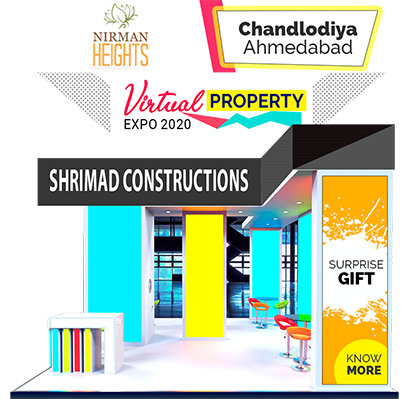 NIRMAN
HEIGHTS
Chandlodiya
Ahmedabad
Virtual PROPERTY
EXPO 2020
SHRIMAD CONSTRUCTIONS
SURPRISE
GIFT
KNOW
MORE